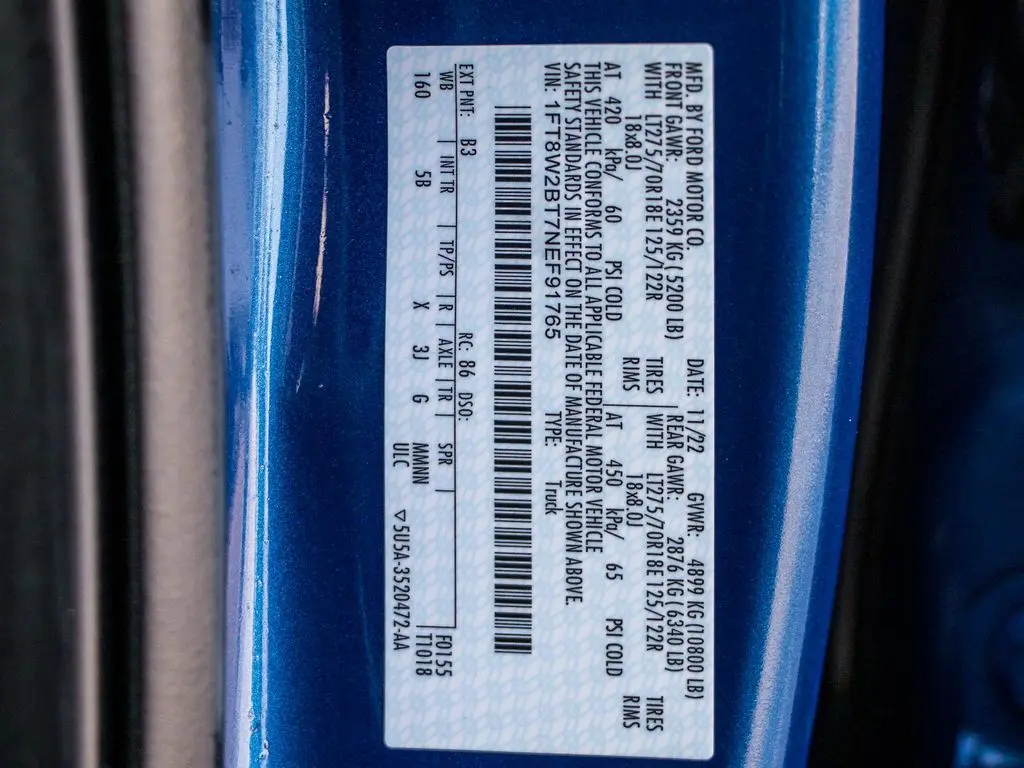 MFD. BY FORD MOTOR CO. DATE: 11/22 GVWR: 4899 KG (10800 LB)
FRONT GAWR: 2359 KG (5200 LB) REAR GAWR: 2876 KG (6340 LB)
WITH LT275/70R18E 125/122R TIRES WITH LT275/70R18E 125/122R TIRES
18x8.0J RIMS 18x8.0J RIMS
AT 420 kPa/ 60 PSI COLD AT 450 kPa/ 65 PSI COLD
THIS VEHICLE CONFORMS TO ALL APPLICABLE FEDERAL MOTOR VEHICLE
SAFETY STANDARDS IN EFFECT ON THE DATE OF MANUFACTURE SHOWN ABOVE.
VIN: 1FT8W2BT7NEF91765 TYPE: Truck
EXT PNT: B3 RC: 86 DSO: F0155
WB INT TR TP/PS R AXLE TR SPR T1018
160 5B X 3J G MMNN
ULC ▽5U5A-3520472-AA